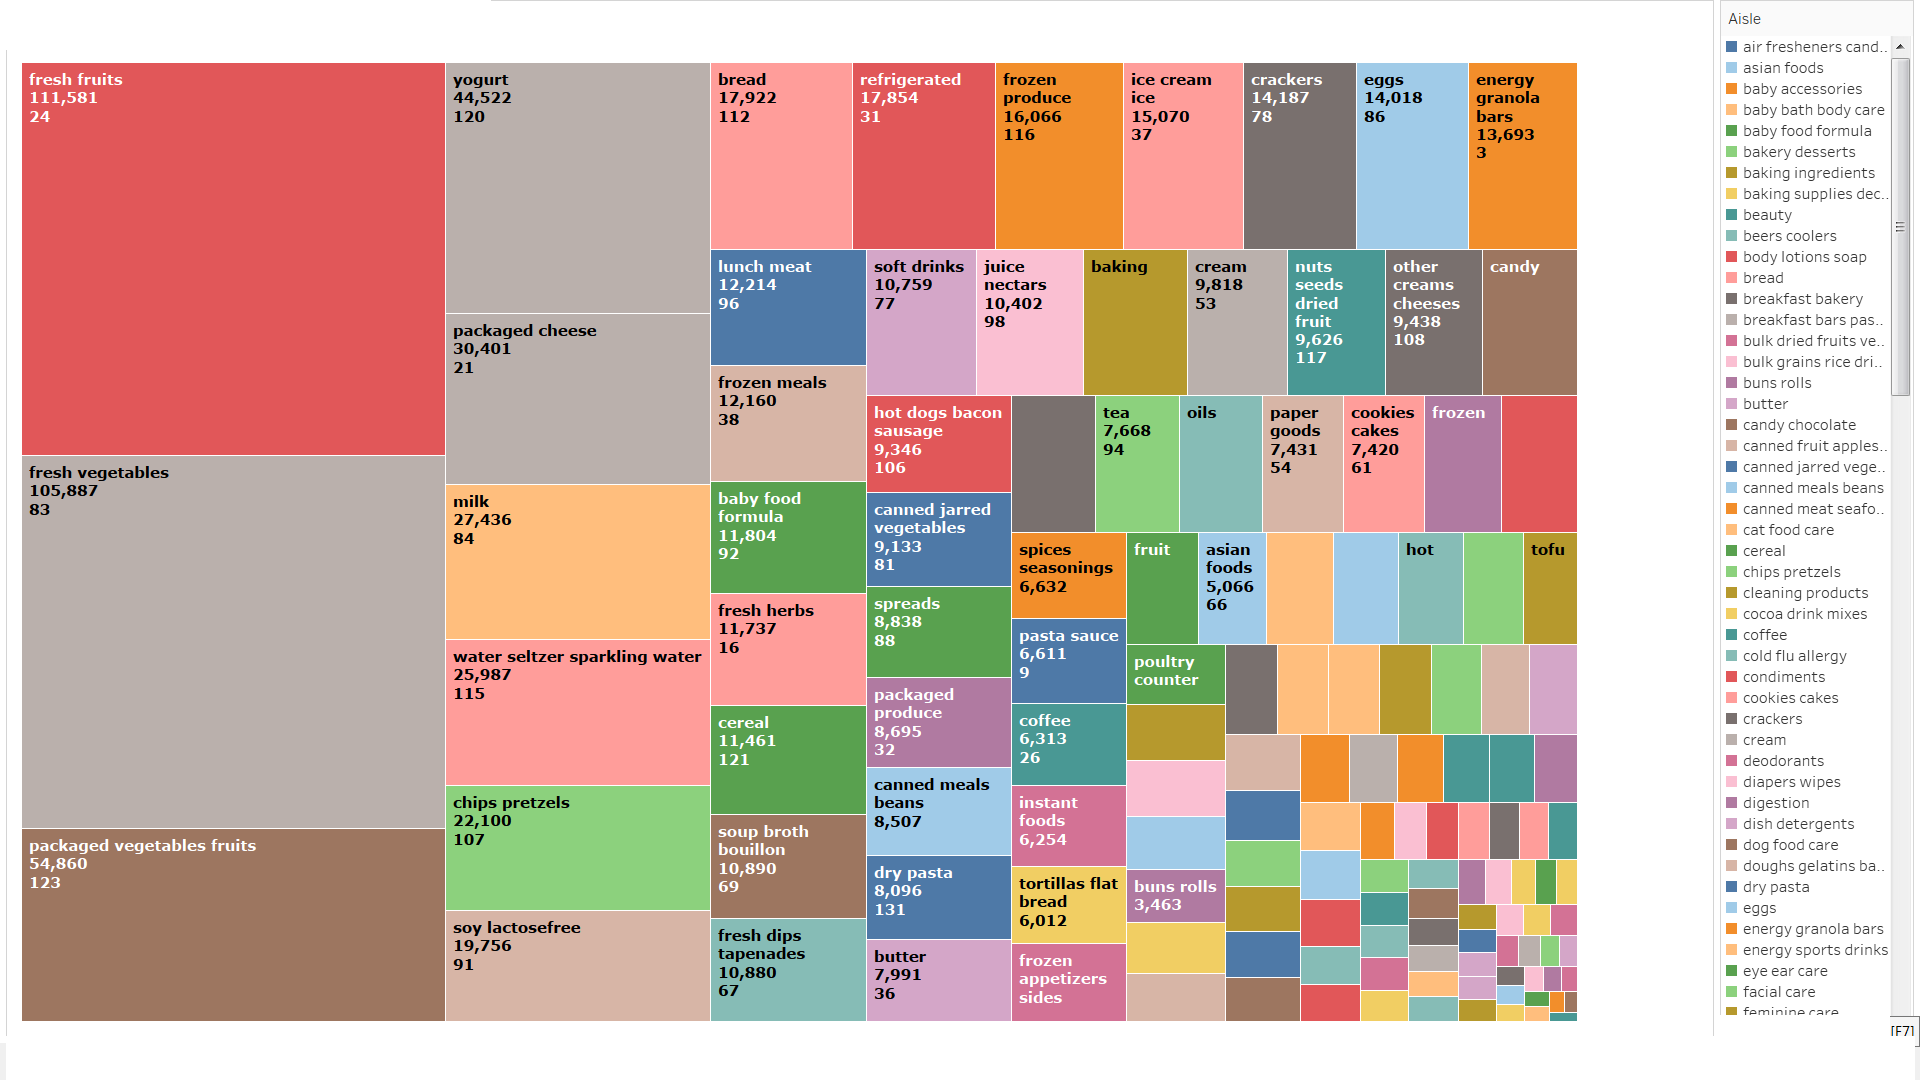 fresh fruits
111,581
24
fresh vegetables
105,887
83
packaged vegetables fruits
54,860
123
yogurt
44,522
120
packaged cheese
30,401
21
milk
27,436
84
water seltzer sparkling water
25,987
115
chips pretzels
22,100
107
soy lactosefree
19,756
91
bread
17,922
112
refrigerated
17,854
31
frozen
produce
16,066
116
ice cream
ice
15,070
37
crackers
14,187
78
eggs
14,018
86
energy
granola
bars
13,693
3
lunch meat
12,214
96
frozen meals
12,160
38
baby food
formula
11,804
92
fresh herbs
11,737
16
cereal
11,461
121
soup broth
bouillon
10,890
69
fresh dips
tapenades
10,880
67
soft drinks
10,759
77
juice
nectars
10,402
98
baking
cream
9,818
53
nuts
seeds
dried
fruit
9,626
117
other
creams
cheeses
9,438
108
candy
hot dogs bacon
sausage
9,346
106
canned jarred
vegetables
9,133
81
spreads
8,838
88
packaged
produce
8,695
32
canned meals
beans
8,507
dry pasta
8,096
131
butter
7,991
36
tea
7,668
94
oils
paper
goods
7,431
54
cookies
cakes
7,420
61
frozen
spices
seasonings
6,632
pasta sauce
6,611
9
coffee
6,313
26
instant
foods
6,254
tortillas flat
bread
6,012
frozen
appetizers
sides
fruit
asian
foods
5,066
66
hot
tofu
poultry
counter
buns rolls
3,463
Aisle
air fresheners cand..
asian foods
baby accessories
baby bath body care
baby food formula
bakery desserts
baking ingredients
baking supplies dec..
beauty
beers coolers
body lotions soap
bread
breakfast bakery
breakfast bars pas..
bulk dried fruits ve..
bulk grains rice dri..
buns rolls
butter
candy chocolate
canned fruit apples..
canned jarred vege..
canned meals beans
canned meat seafo..
cat food care
cereal
chips pretzels
cleaning products
cocoa drink mixes
coffee
cold flu allergy
condiments
cookies cakes
crackers
cream
deodorants
diapers wipes
digestion
dish detergents
dog food care
doughs gelatins ba..
dry pasta
eggs
energy granola bars
energy sports drinks
eye ear care
facial care
feminine care
[F7]